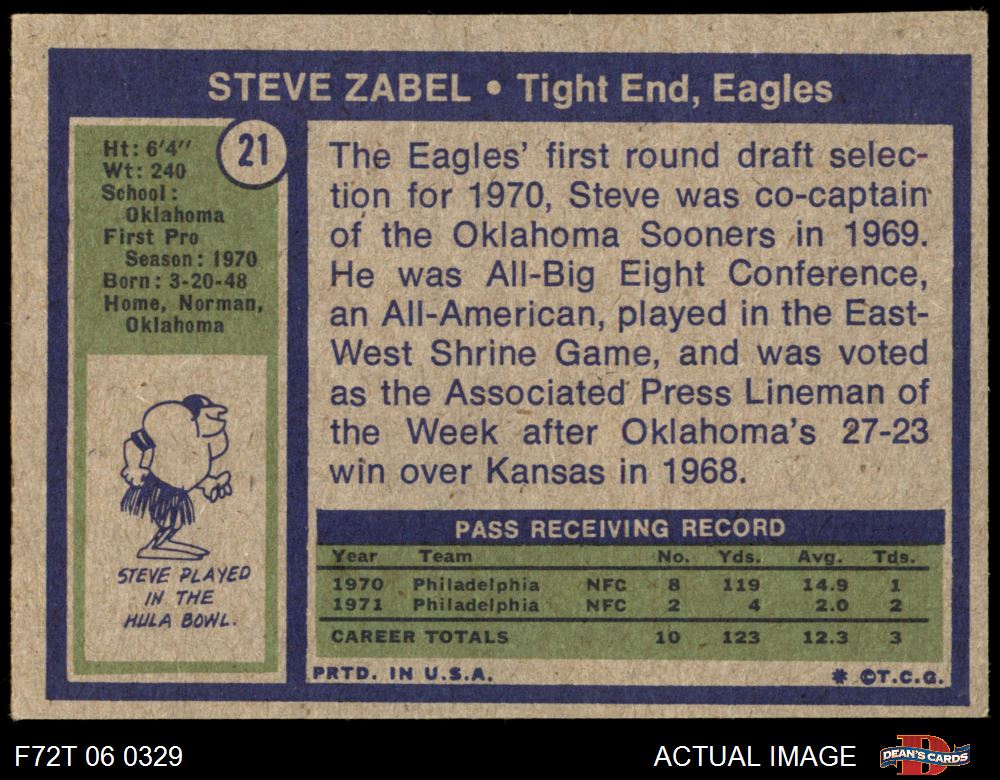 STEVE ZABEL • Tight End, Eagles
21
Ht: 6'4"
Wt: 240
School:
Oklahoma
First Pro
Season: 1970
Born: 3-20-48
Home, Norman,
Oklahoma
STEVE PLAYED
IN THE
HULA BOWL.
The Eagles' first round draft selec-
tion for 1970, Steve was co-captain
of the Oklahoma Sooners in 1969.
He was All-Big Eight Conference,
an All-American, played in the East-
West Shrine Game, and was voted
as the Associated Press Lineman of
the Week after Oklahoma's 27-23
win over Kansas in 1968.
PASS RECEIVING RECORD
Year Team No. Yds. Avg. Tds.
1970 Philadelphia NFC 8 119 14.9 1
1971 Philadelphia NFC 2 4 2.0 2
CAREER TOTALS 10 123 12.3 3
PRTD. IN U.S.A. * ©T.C.G.
F72T 06 0329 ACTUAL IMAGE D DEAN'S CARDS